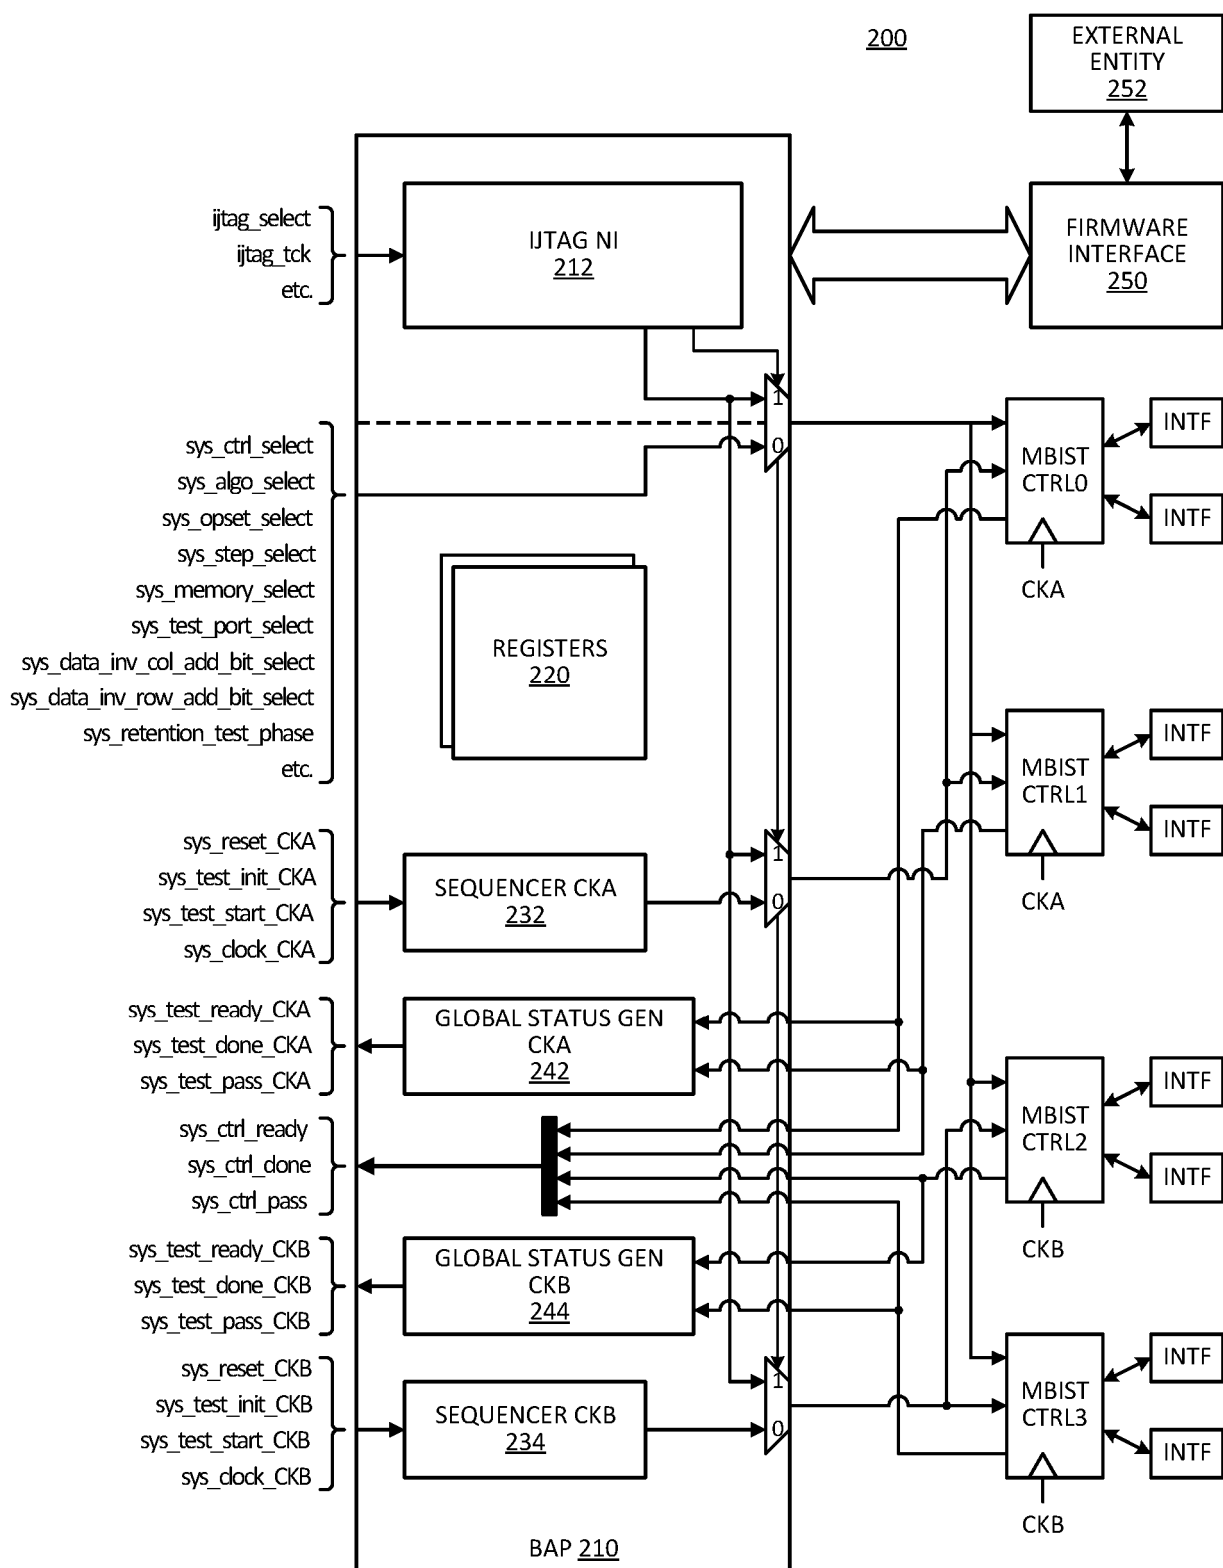 200
EXTERNAL
ENTITY
252
ijtag_select
ijtag_tck
etc.
IJTAG NI
212
FIRMWARE
INTERFACE
250
1
0
sys_ctrl_select
sys_algo_select
sys_opset_select
sys_step_select
sys_memory_select
sys_test_port_select
sys_data_inv_col_add_bit_select
sys_data_inv_row_add_bit_select
sys_retention_test_phase
etc.
REGISTERS
220
MBIST
CTRL0
CKA
INTF
INTF
MBIST
CTRL1
CKA
INTF
INTF
sys_reset_CKA
sys_test_init_CKA
sys_test_start_CKA
sys_clock_CKA
SEQUENCER CKA
232
1
0
sys_test_ready_CKA
sys_test_done_CKA
sys_test_pass_CKA
GLOBAL STATUS GEN
CKA
242
sys_ctrl_ready
sys_ctrl_done
sys_ctrl_pass
MBIST
CTRL2
CKB
INTF
INTF
sys_test_ready_CKB
sys_test_done_CKB
sys_test_pass_CKB
GLOBAL STATUS GEN
CKB
244
sys_reset_CKB
sys_test_init_CKB
sys_test_start_CKB
sys_clock_CKB
SEQUENCER CKB
234
1
0
MBIST
CTRL3
CKB
INTF
INTF
BAP 210